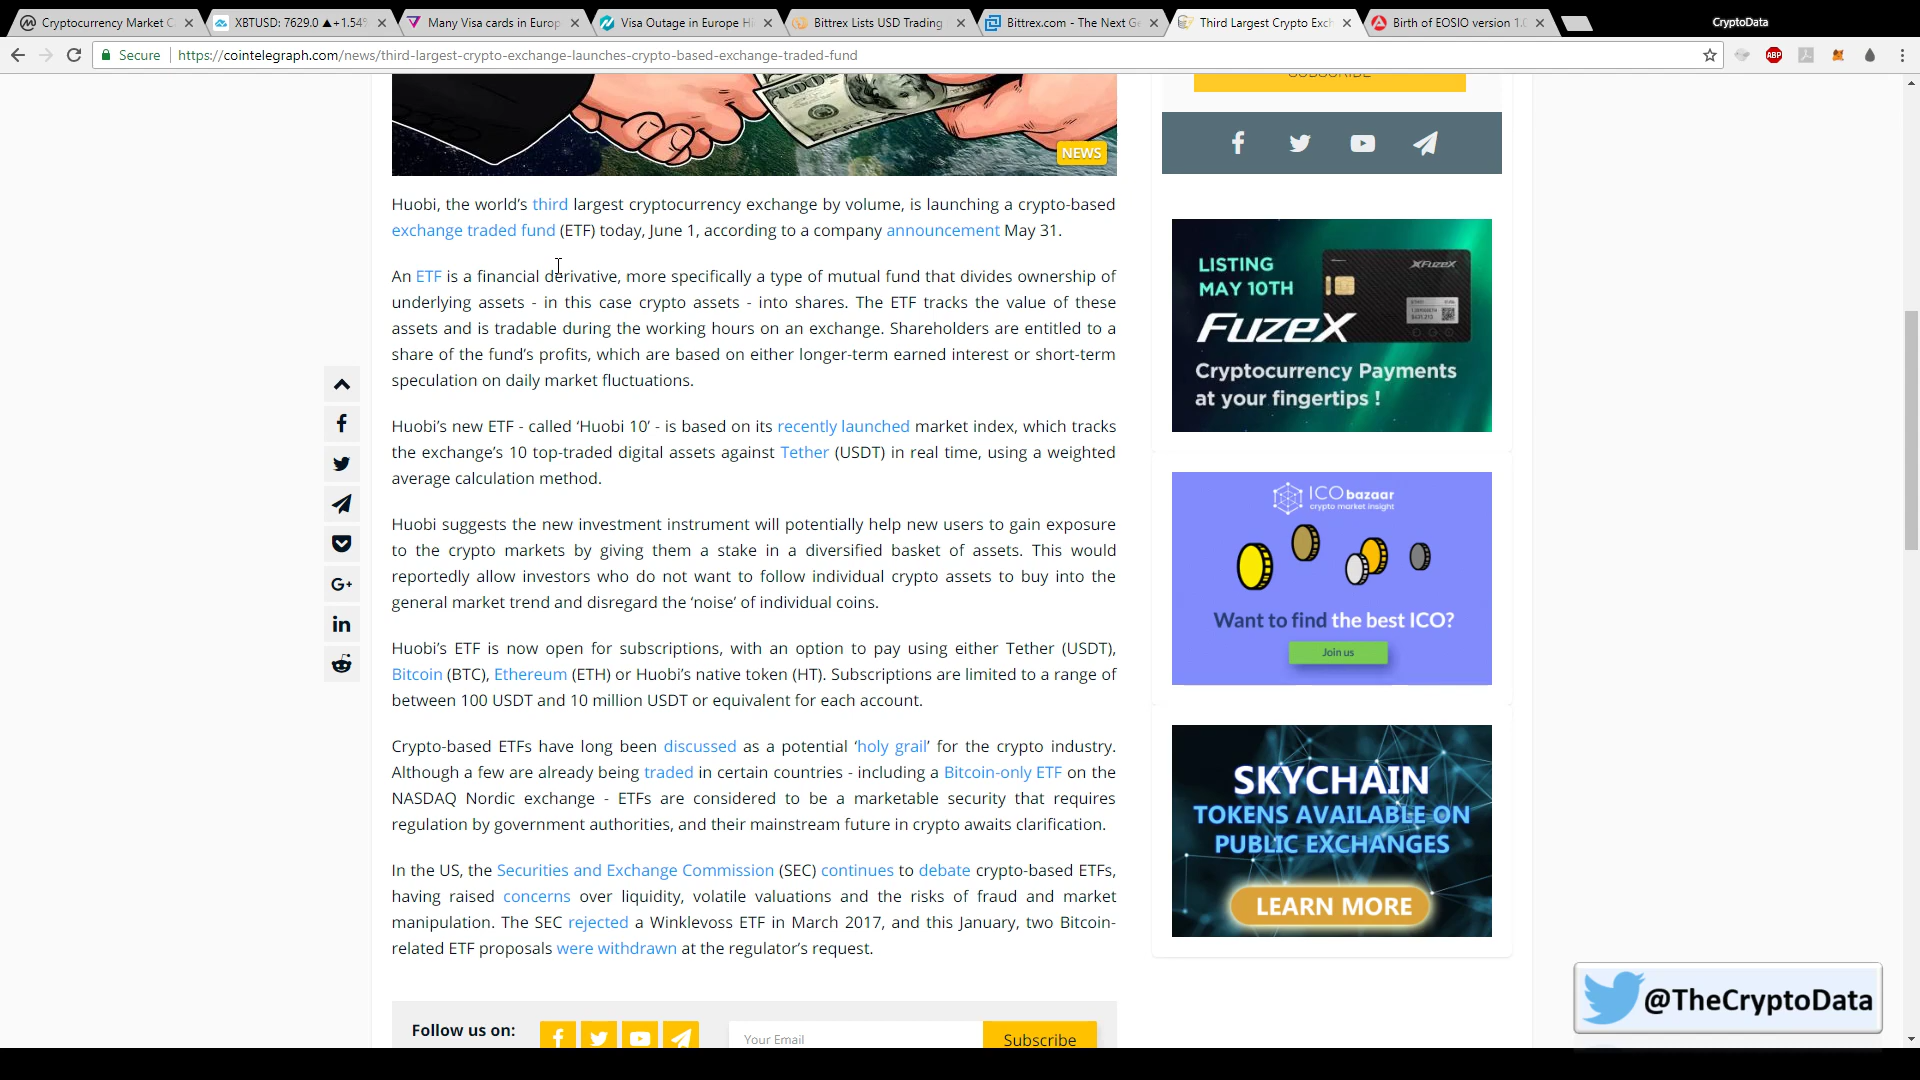 Cryptocurrency Market C
XBTUSD: 7629.0 ▲+1.54%
Many Visa cards in Europ
Visa Outage in Europe Hi
Bittrex Lists USD Trading
Bittrex.com - The Next Ge
Third Largest Crypto Exch
Birth of EOSIO version 1.0
CryptoData
Secure
https://cointelegraph.com/news/third-largest-crypto-exchange-launches-crypto-based-exchange-traded-fund
ABP
SUBSCRIBE
NEWS
Huobi, the world's third largest cryptocurrency exchange by volume, is launching a crypto-based
exchange traded fund (ETF) today, June 1, according to a company announcement May 31.
An ETF is a financial derivative, more specifically a type of mutual fund that divides ownership of
underlying assets - in this case crypto assets - into shares. The ETF tracks the value of these
assets and is tradable during the working hours on an exchange. Shareholders are entitled to a
share of the fund's profits, which are based on either longer-term earned interest or short-term
speculation on daily market fluctuations.
Huobi's new ETF - called ‘Huobi 10’ - is based on its recently launched market index, which tracks
the exchange's 10 top-traded digital assets against Tether (USDT) in real time, using a weighted
average calculation method.
Huobi suggests the new investment instrument will potentially help new users to gain exposure
to the crypto markets by giving them a stake in a diversified basket of assets. This would
reportedly allow investors who do not want to follow individual crypto assets to buy into the
general market trend and disregard the ‘noise’ of individual coins.
Huobi's ETF is now open for subscriptions, with an option to pay using either Tether (USDT),
Bitcoin (BTC), Ethereum (ETH) or Huobi's native token (HT). Subscriptions are limited to a range of
between 100 USDT and 10 million USDT or equivalent for each account.
Crypto-based ETFs have long been discussed as a potential ‘holy grail’ for the crypto industry.
Although a few are already being traded in certain countries - including a Bitcoin-only ETF on the
NASDAQ Nordic exchange - ETFs are considered to be a marketable security that requires
regulation by government authorities, and their mainstream future in crypto awaits clarification.
In the US, the Securities and Exchange Commission (SEC) continues to debate crypto-based ETFs,
having raised concerns over liquidity, volatile valuations and the risks of fraud and market
manipulation. The SEC rejected a Winklevoss ETF in March 2017, and this January, two Bitcoin-
related ETF proposals were withdrawn at the regulator's request.
Follow us on:
Your Email
Subscribe
LISTING
MAY 10TH
FUZEX
FUZEX
Cryptocurrency Payments
at your fingertips !
ICO bazaar
crypto market insight
Want to find the best ICO?
Join us
SKYCHAIN
TOKENS AVAILABLE ON
PUBLIC EXCHANGES
LEARN MORE
@TheCryptoData